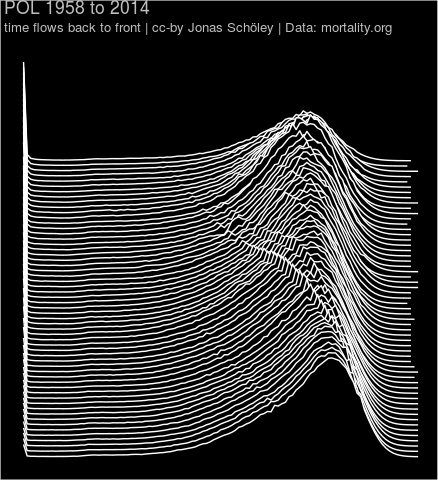 POL 1958 to 2014
time flows back to front | cc-by Jonas Schöley | Data: mortality.org